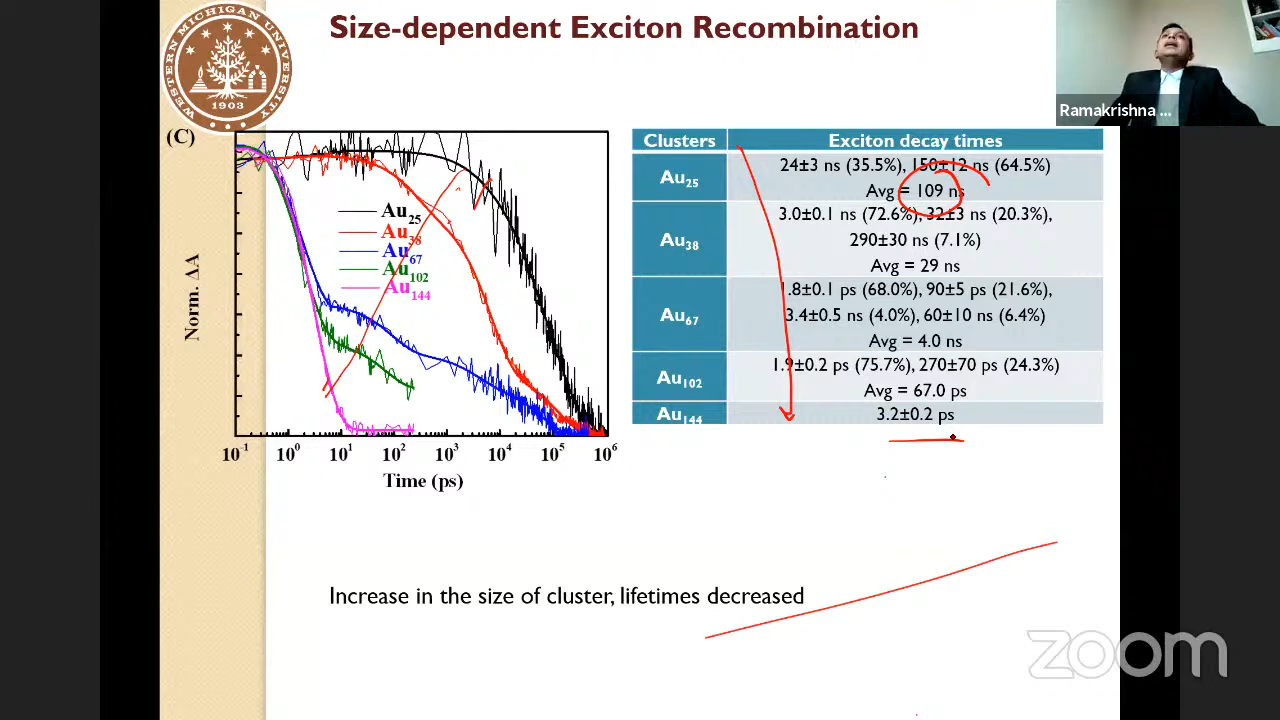 Size-dependent Exciton Recombination
WESTERN MICHIGAN UNIVERSITY
1903
Ramakrishna ...
(C)
Au25
Au38
Au67
Au102
Au144
Norm. ΔA
10-1 100 101 102 103 104 105 106
Time (ps)
Clusters Exciton decay times
Au25
24±3 ns (35.5%), 150±12 ns (64.5%)
Avg = 109 ns
Au38
3.0±0.1 ns (72.6%), 32±3 ns (20.3%),
290±30 ns (7.1%)
Avg = 29 ns
Au67
1.8±0.1 ps (68.0%), 90±5 ps (21.6%),
3.4±0.5 ns (4.0%), 60±10 ns (6.4%)
Avg = 4.0 ns
Au102
1.9±0.2 ps (75.7%), 270±70 ps (24.3%)
Avg = 67.0 ps
Au144
3.2±0.2 ps
Increase in the size of cluster, lifetimes decreased
zoom